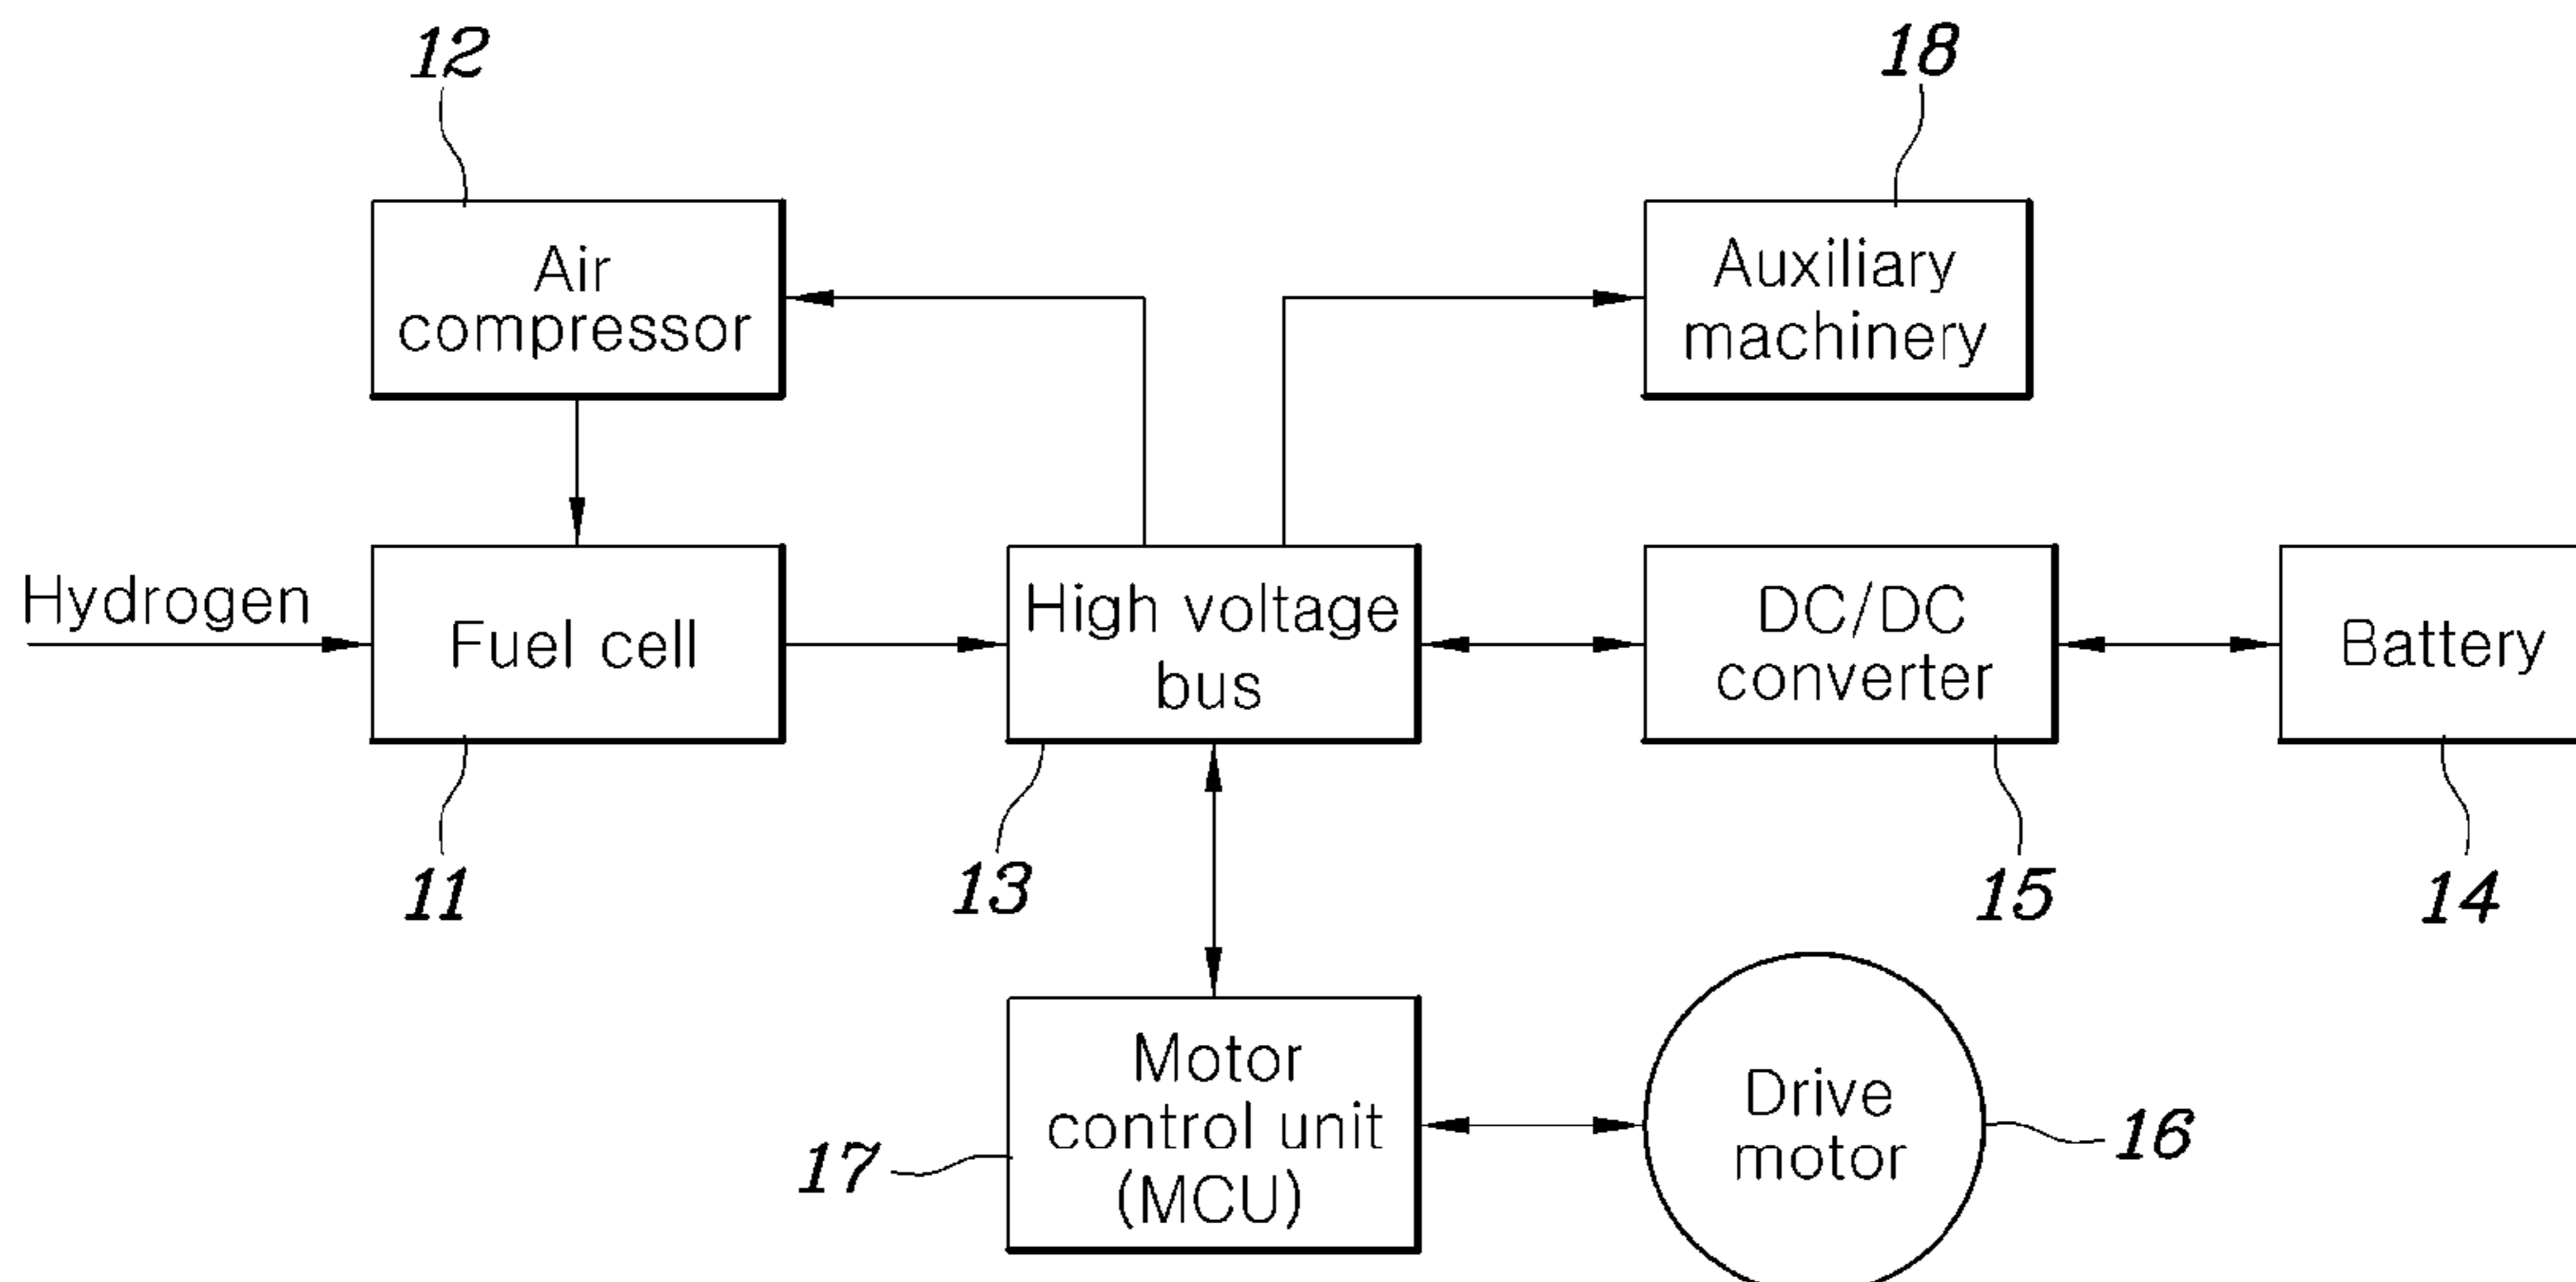 12
18
Air
compressor
Auxiliary
machinery
Hydrogen
Fuel cell
High voltage
bus
DC/DC
converter
Battery
11
13
15
14
Motor
control unit
(MCU)
17
Drive
motor
16